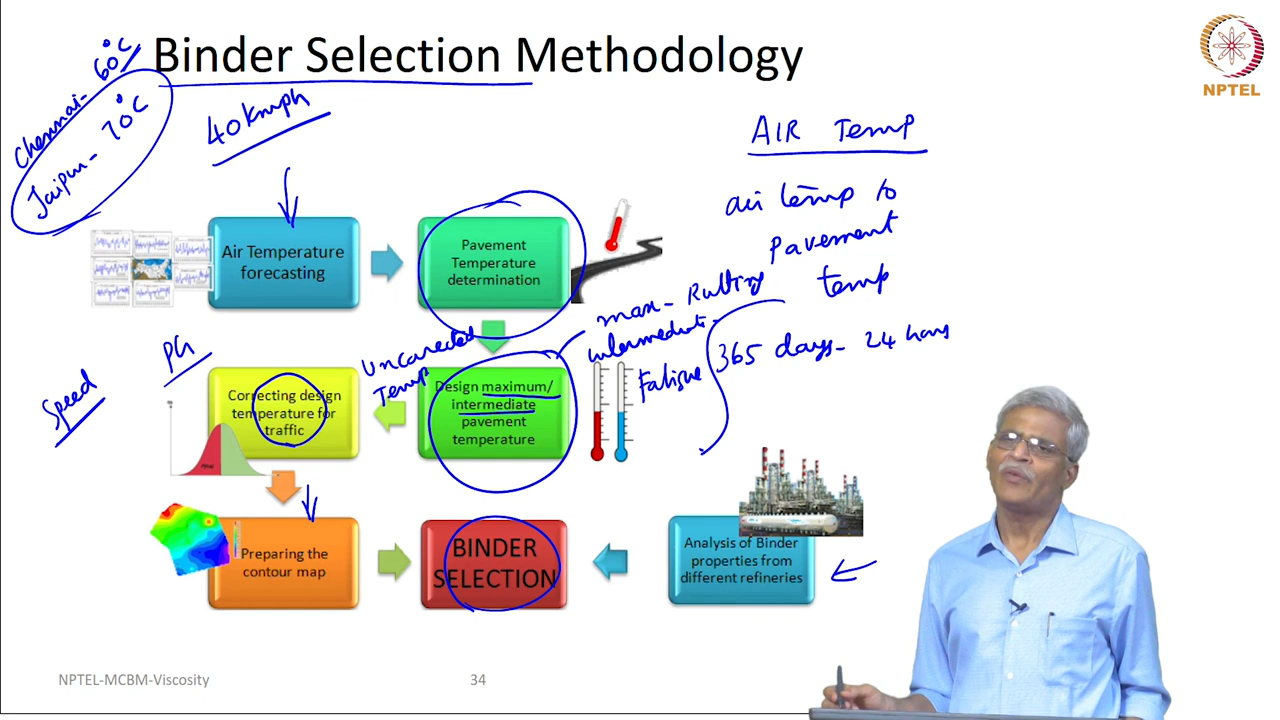 Binder Selection Methodology
NPTEL
Chennai- 60°C
Jaipur- 70°C
40 Kmph
AIR Temp
air temp to
pavement
temp
Air Temperature
forecasting
Pavement
Temperature
determination
max- Rutting
Intermediate-
Fatigue
365 days- 24 hours
PG
Speed
Uncorrected
Temp
Correcting design
temperature for
traffic
Design maximum/
intermediate
pavement
temperature
Preparing the
contour map
BINDER
SELECTION
Analysis of Binder
properties from
different refineries
NPTEL-MCBM-Viscosity
34